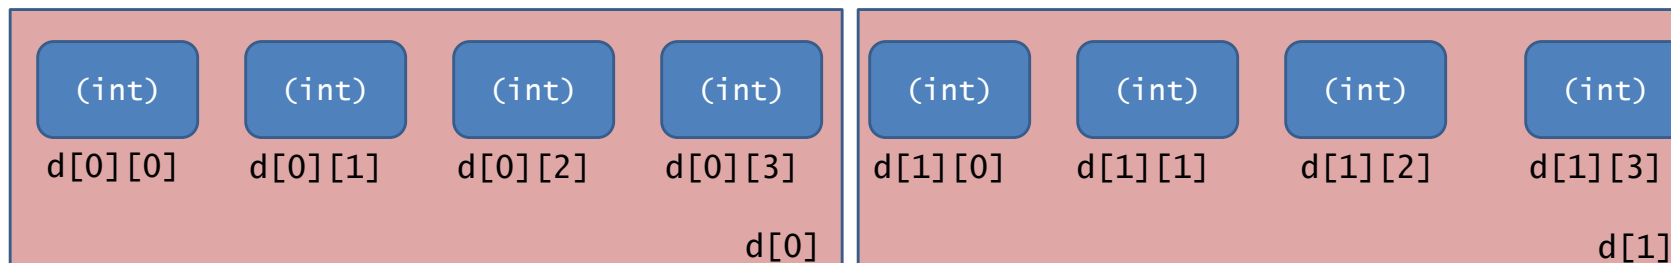 (int) (int) (int) (int) (int) (int) (int) (int)
d[0][0] d[0][1] d[0][2] d[0][3] d[1][0] d[1][1] d[1][2] d[1][3]
d[0] d[1]